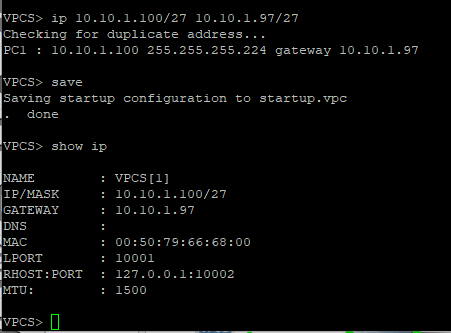 VPCS> ip 10.10.1.100/27 10.10.1.97/27
Checking for duplicate address...
PC1 : 10.10.1.100 255.255.255.224 gateway 10.10.1.97
VPCS> save
Saving startup configuration to startup.vpc
.  done
VPCS> show ip
NAME        : VPCS[1]
IP/MASK     : 10.10.1.100/27
GATEWAY     : 10.10.1.97
DNS         :
MAC         : 00:50:79:66:68:00
LPORT       : 10001
RHOST:PORT  : 127.0.0.1:10002
MTU:        : 1500
VPCS>